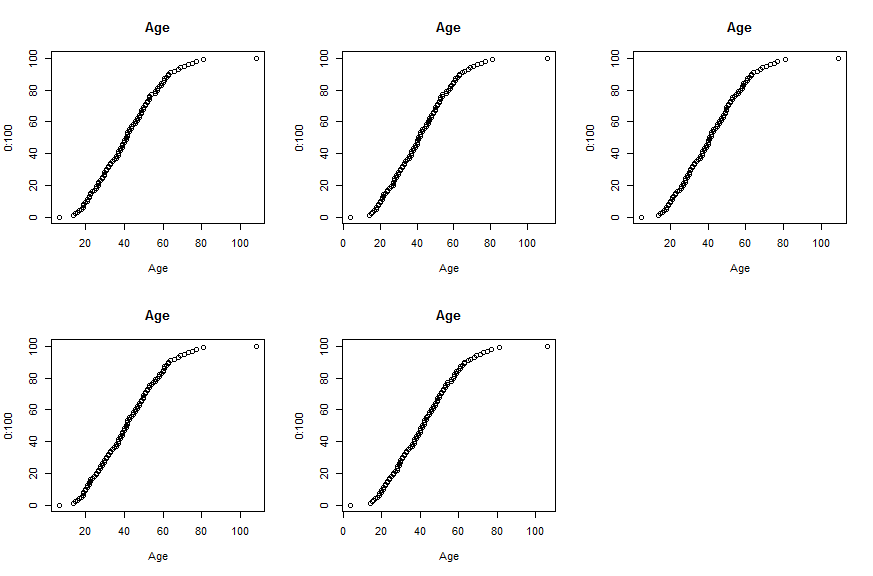 Age Age Age
100 100 100
80 80 80
60 60 60
0:100 0:100 0:100
40 40 40
20 20 20
0 0 0
20 40 60 80 100 0 20 40 60 80 100 20 40 60 80 100
Age Age Age
Age Age
100 100
80 80
60 60
0:100 0:100
40 40
20 20
0 0
20 40 60 80 100 0 20 40 60 80 100
Age Age